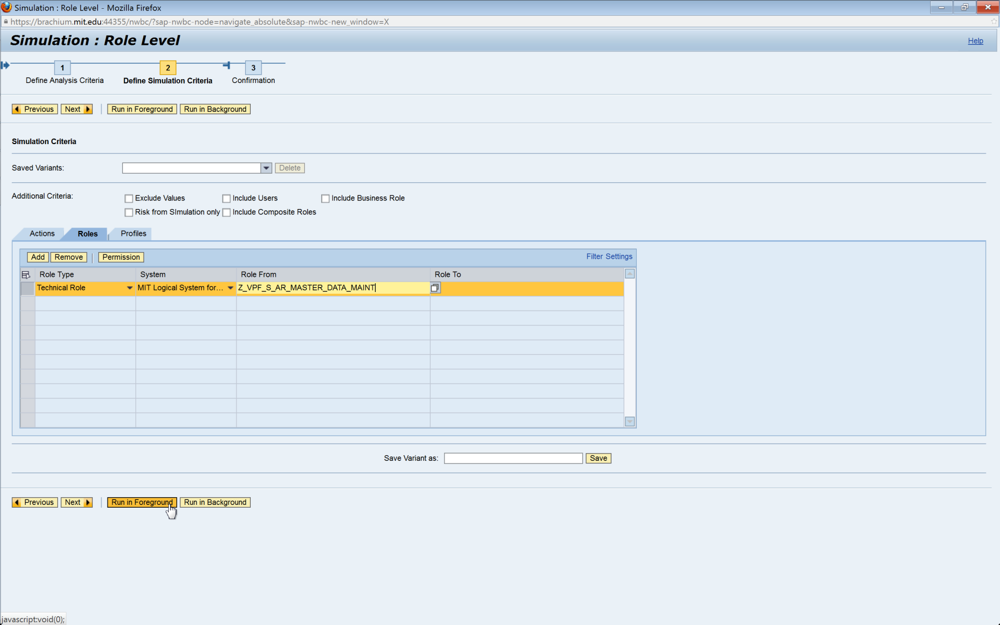 Simulation : Role Level - Mozilla Firefox
https://brachium.mit.edu:44355/nwbc/?sap-nwbc-node=navigate_absolute&sap-nwbc-new_window=X
Simulation : Role Level
Help
1 2 3
Define Analysis Criteria Define Simulation Criteria Confirmation
Previous Next Run in Foreground Run in Background
Simulation Criteria
Saved Variants: Delete
Additional Criteria: Exclude Values Include Users Include Business Role
Risk from SImulation only Include Composite Roles
Actions Roles Profiles
Add Remove Permission Filter Settings
Role Type System Role From Role To
Technical Role MIT Logical System for... Z_VPF_S_AR_MASTER_DATA_MAINT
Save Variant as: Save
Previous Next Run in Foreground Run in Background
javascript:void(0);